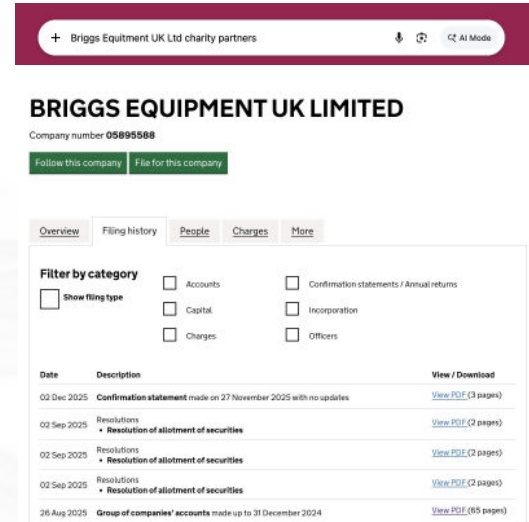 + Briggs Equitment UK Ltd charity partners AI Mode
BRIGGS EQUIPMENT UK LIMITED
Company number 05895588
Follow this company File for this company
Overview Filing history People Charges More
Filter by category
Show filing type
Accounts Confirmation statements / Annual returns
Capital Incorporation
Charges Officers
Date Description View / Download
02 Dec 2025 Confirmation statement made on 27 November 2025 with no updates View PDF (3 pages)
02 Sep 2025 Resolutions View PDF (2 pages)
• Resolution of allotment of securities
02 Sep 2025 Resolutions View PDF (2 pages)
• Resolution of allotment of securities
02 Sep 2025 Resolutions View PDF (2 pages)
• Resolution of allotment of securities
26 Aug 2025 Group of companies' accounts made up to 31 December 2024 View PDF (65 pages)